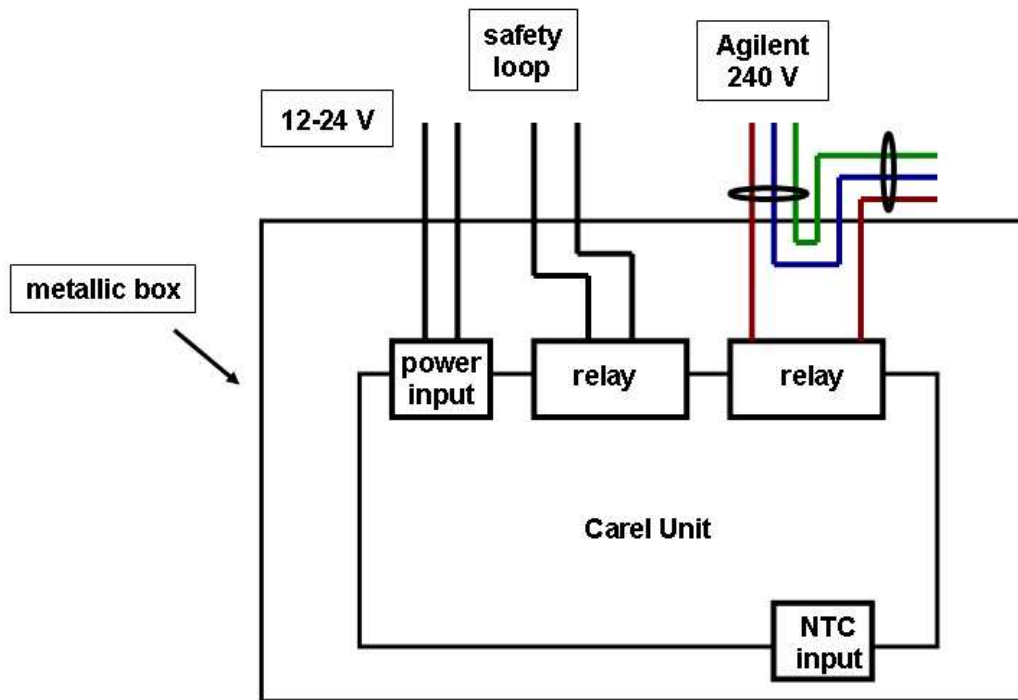 safety
loop
Agilent
240 V
12-24 V
metallic box
power
input
relay
relay
Carel Unit
NTC
input